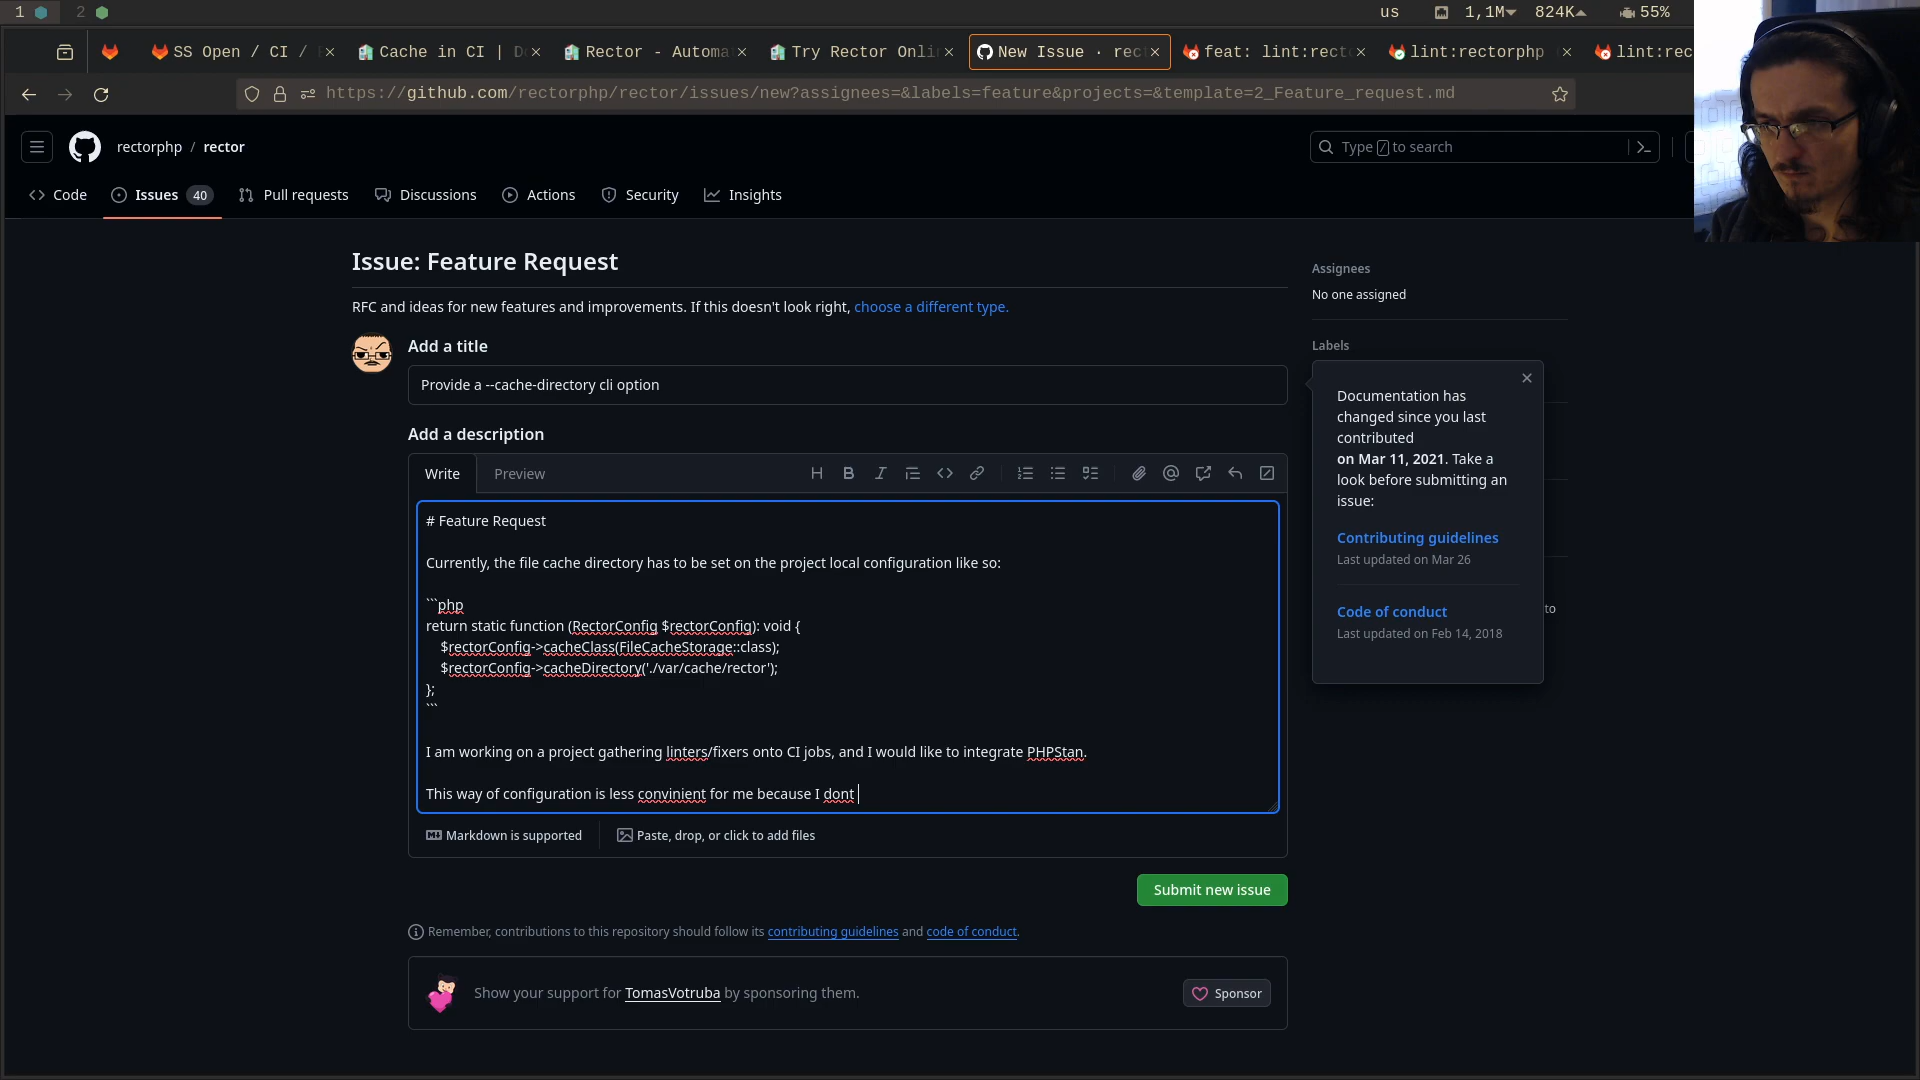 1 2 us 1,1M 824K 55%
SS Open / CI / Cache in CI | D Rector - Automa Try Rector Onli New Issue · rec feat: lint:rect lint:rectorphp lint:rec
https://github.com/rectorphp/rector/issues/new?assignees=&labels=feature&projects=&template=2_Feature_request.md
rectorphp / rector
Type / to search
Code Issues 40 Pull requests Discussions Actions Security Insights
Issue: Feature Request
RFC and ideas for new features and improvements. If this doesn't look right, choose a different type.
Add a title
Provide a --cache-directory cli option
Add a description
Write Preview
# Feature Request
Currently, the file cache directory has to be set on the project local configuration like so:
```php
return static function (RectorConfig $rectorConfig): void {
$rectorConfig->cacheClass(FileCacheStorage::class);
$rectorConfig->cacheDirectory('./var/cache/rector');
};
```
I am working on a project gathering linters/fixers onto CI jobs, and I would like to integrate PHPStan.
This way of configuration is less convinient for me because I dont
Markdown is supported
Paste, drop, or click to add files
Submit new issue
Remember, contributions to this repository should follow its contributing guidelines and code of conduct.
Show your support for TomasVotruba by sponsoring them.
Sponsor
Assignees
No one assigned
Labels
Documentation has
changed since you last
contributed
on Mar 11, 2021. Take a
look before submitting an
issue:
Contributing guidelines
Last updated on Mar 26
Code of conduct
Last updated on Feb 14, 2018
to